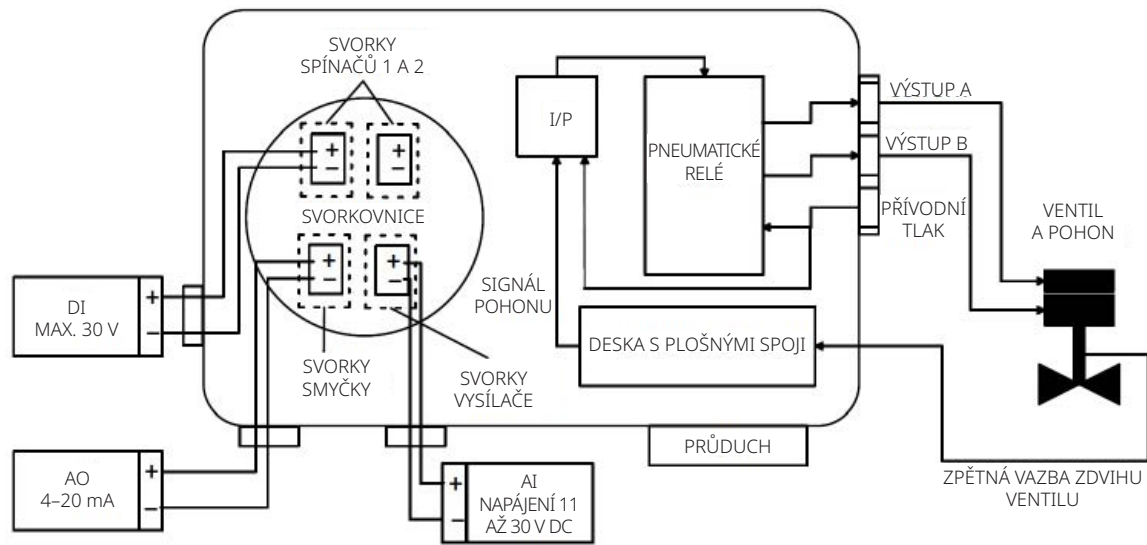 SVORKY
SPÍNAČŮ 1 A 2
+
−
+
−
SVORKOVNICE
+
−
+
−
SVORKY
SMYČKY
SVORKY
VYSÍLAČE
I/P
PNEUMATICKÉ
RELÉ
SIGNÁL
POHONU
DESKA S PLOŠNÝMI SPOJI
VÝSTUP A
VÝSTUP B
PŘÍVODNÍ
TLAK
VENTIL
A POHON
DI
MAX. 30 V
+
−
AO
4–20 mA
+
−
+
−
AI
NAPÁJENÍ 11
AŽ 30 V DC
PRŮDUCH
ZPĚTNÁ VAZBA ZDVIHU
VENTILU